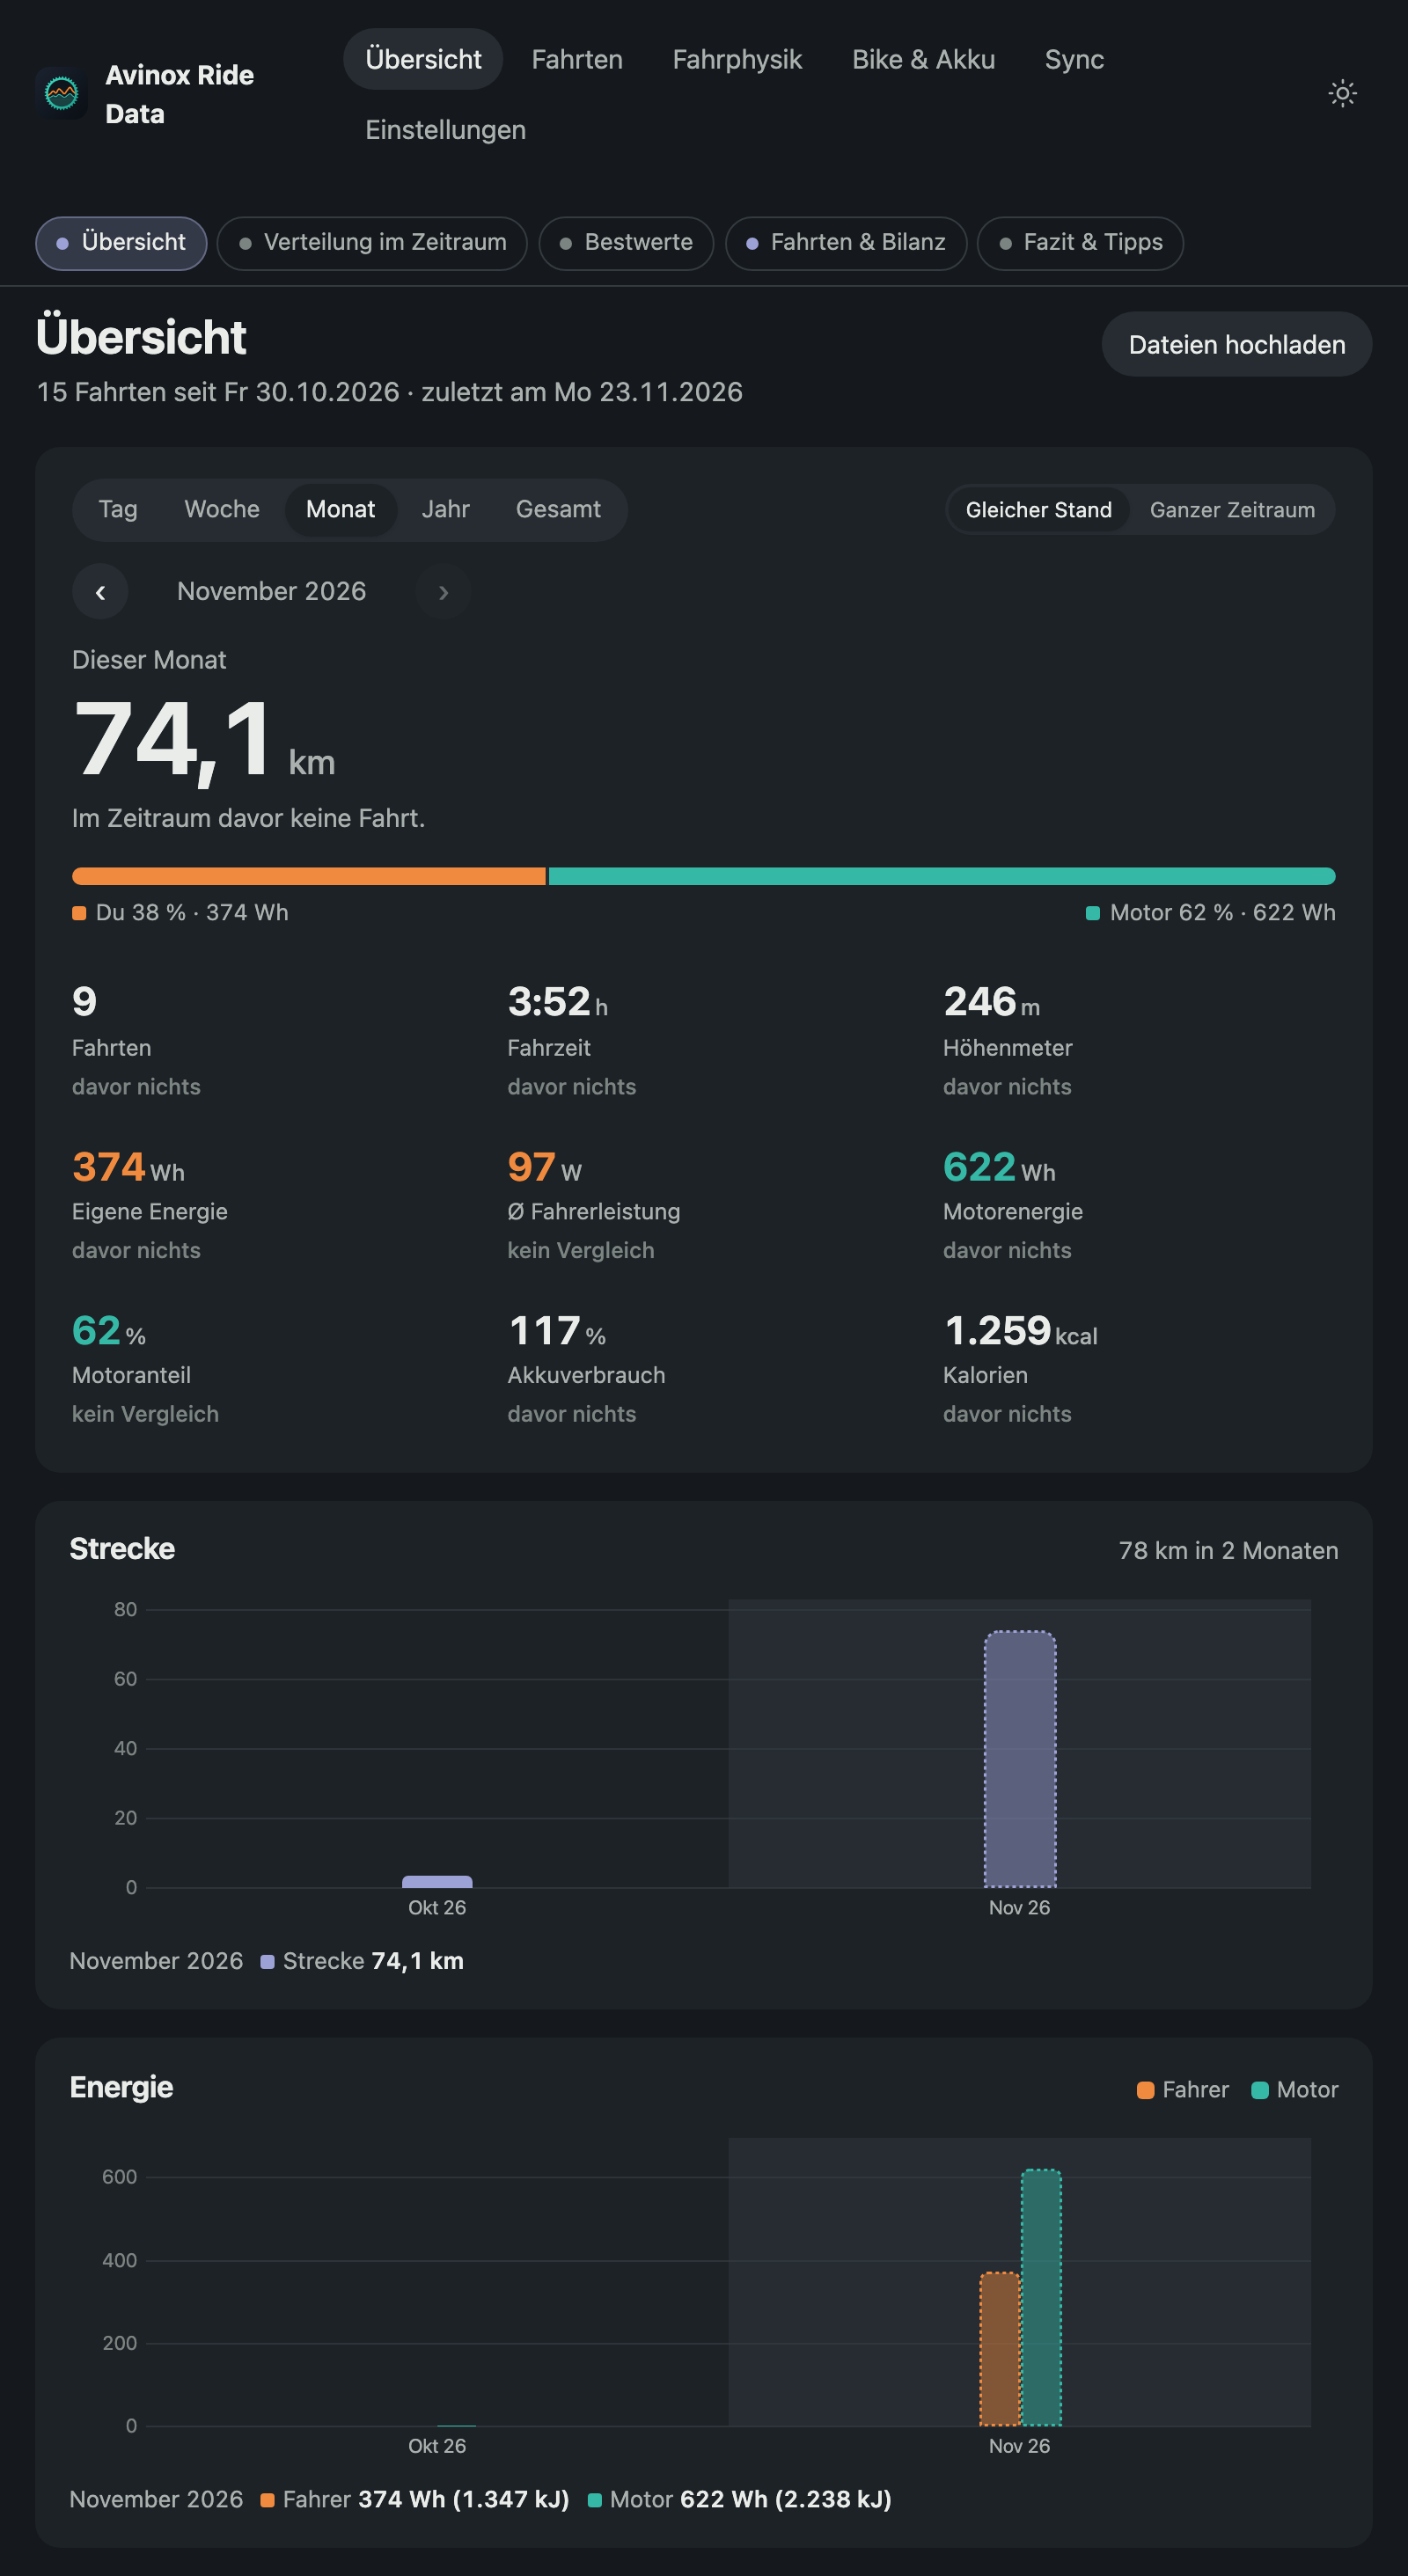 Avinox Ride
Data
Übersicht
Fahrten
Fahrphysik
Bike & Akku
Sync
Einstellungen
Übersicht
Verteilung im Zeitraum
Bestwerte
Fahrten & Bilanz
Fazit & Tipps
Übersicht
Dateien hochladen
15 Fahrten seit Fr 30.10.2026 · zuletzt am Mo 23.11.2026
Tag
Woche
Monat
Jahr
Gesamt
Gleicher Stand
Ganzer Zeitraum
‹
November 2026
›
Dieser Monat
74,1 km
Im Zeitraum davor keine Fahrt.
Du 38 % · 374 Wh
Motor 62 % · 622 Wh
9
Fahrten
davor nichts
3:52 h
Fahrzeit
davor nichts
246 m
Höhenmeter
davor nichts
374 Wh
Eigene Energie
davor nichts
97 W
Ø Fahrerleistung
kein Vergleich
622 Wh
Motorenergie
davor nichts
62 %
Motoranteil
kein Vergleich
117 %
Akkuverbrauch
davor nichts
1.259 kcal
Kalorien
davor nichts
Strecke
78 km in 2 Monaten
80
60
40
20
0
Okt 26
Nov 26
November 2026 Strecke 74,1 km
Energie
Fahrer
Motor
600
400
200
0
Okt 26
Nov 26
November 2026 Fahrer 374 Wh (1.347 kJ) Motor 622 Wh (2.238 kJ)